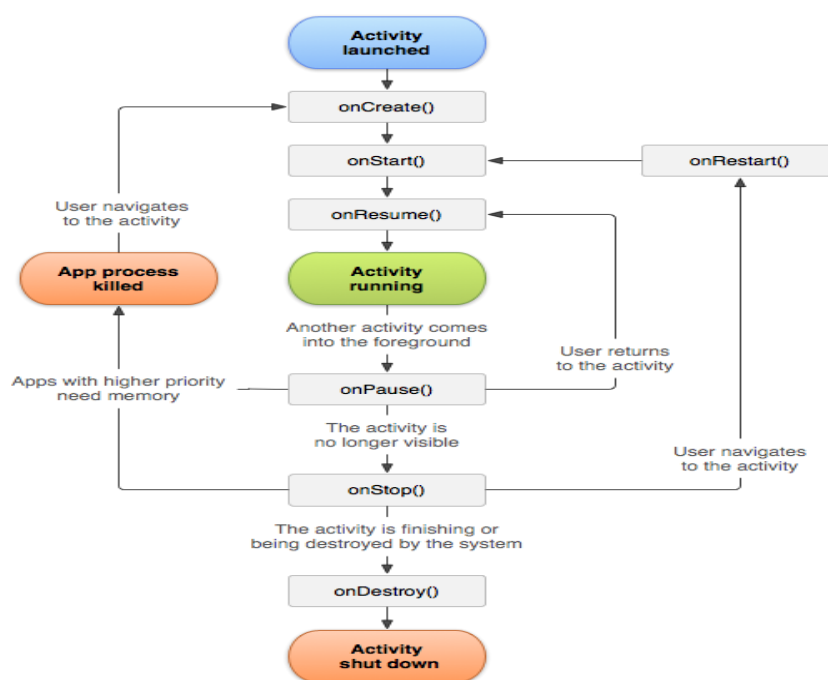 Activity
launched
onCreate()
onStart()
onRestart()
onResume()
User navigates
to the activity
App process
killed
Activity
running
Another activity comes
into the foreground
User returns
to the activity
Apps with higher priority
need memory
onPause()
The activity is
no longer visible
User navigates
to the activity
onStop()
The activity is finishing or
being destroyed by the system
onDestroy()
Activity
shut down